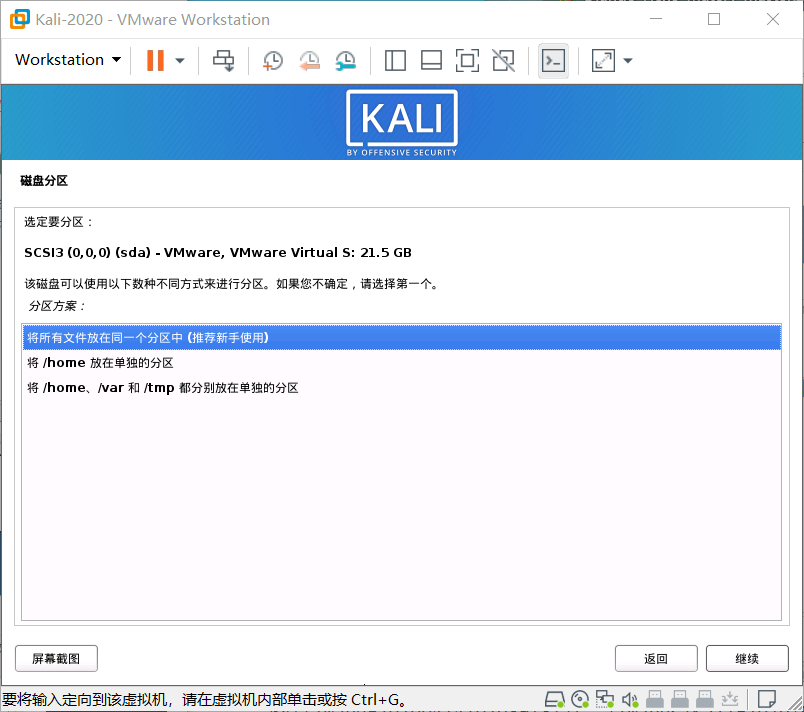 Kali-2020 - VMware Workstation
Workstation
KALI
BY OFFENSIVE SECURITY
磁盘分区
选定要分区：
SCSI3 (0,0,0) (sda) - VMware, VMware Virtual S: 21.5 GB
该磁盘可以使用以下数种不同方式来进行分区。如果您不确定，请选择第一个。
分区方案：
将所有文件放在同一个分区中 (推荐新手使用)
将 /home 放在单独的分区
将 /home、/var 和 /tmp 都分别放在单独的分区
屏幕截图
返回
继续
要将输入定向到该虚拟机，请在虚拟机内部单击或按 Ctrl+G。